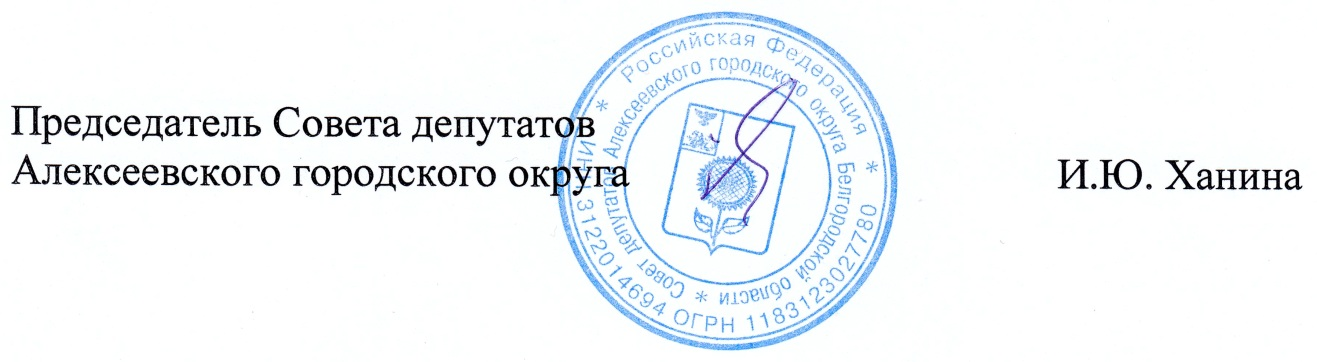 Председатель Совета депутатов
Алексеевского городского округа
И.Ю. Ханина
* Российская Федерация *
ИНН 3122014694 ОГРН 1183123027780
* Совет депутатов Алексеевского городского округа Белгородской области